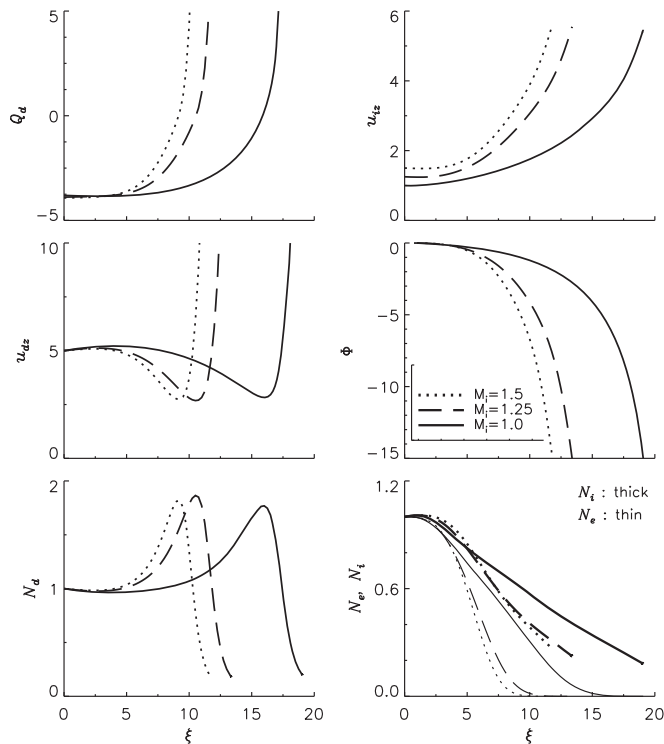 5
0
−5
Q_d
6
4
2
0
u_iz
10
5
0
u_dz
0
−5
−10
−15
Φ
M_i=1.5
M_i=1.25
M_i=1.0
2
1
0
N_d
0 5 10 15 20
ξ
1.2
0.6
0.0
N_e, N_i
N_i : thick
N_e : thin
0 5 10 15 20
ξ